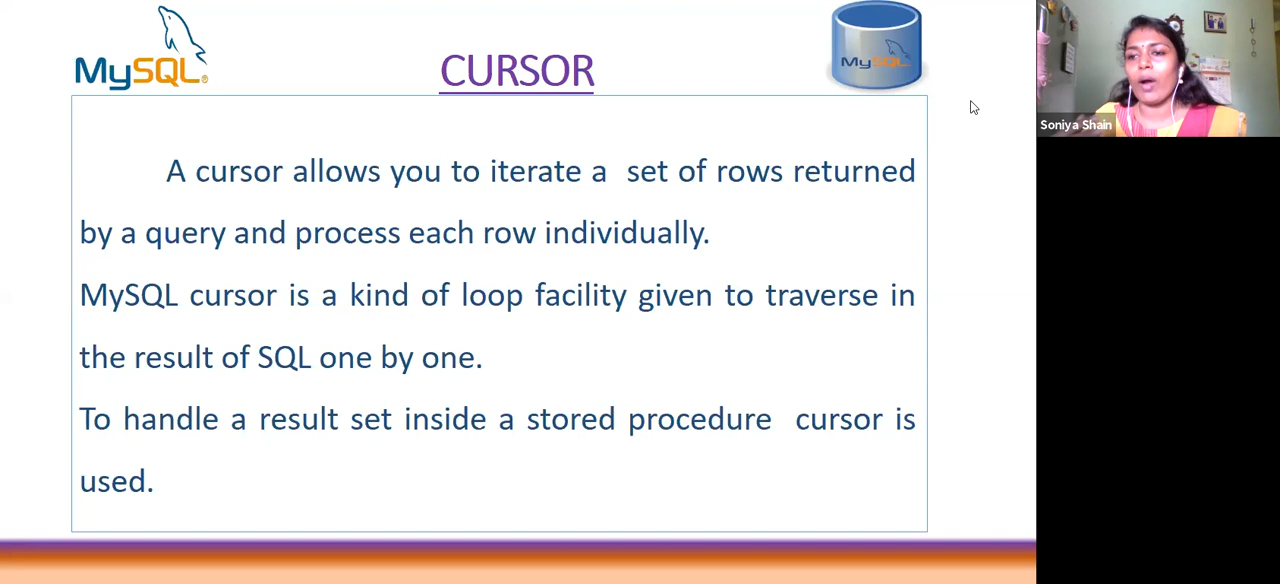 MySQL®
CURSOR
MySQL
Soniya Shain
A cursor allows you to iterate a set of rows returned
by a query and process each row individually.
MySQL cursor is a kind of loop facility given to traverse in
the result of SQL one by one.
To handle a result set inside a stored procedure cursor is
used.